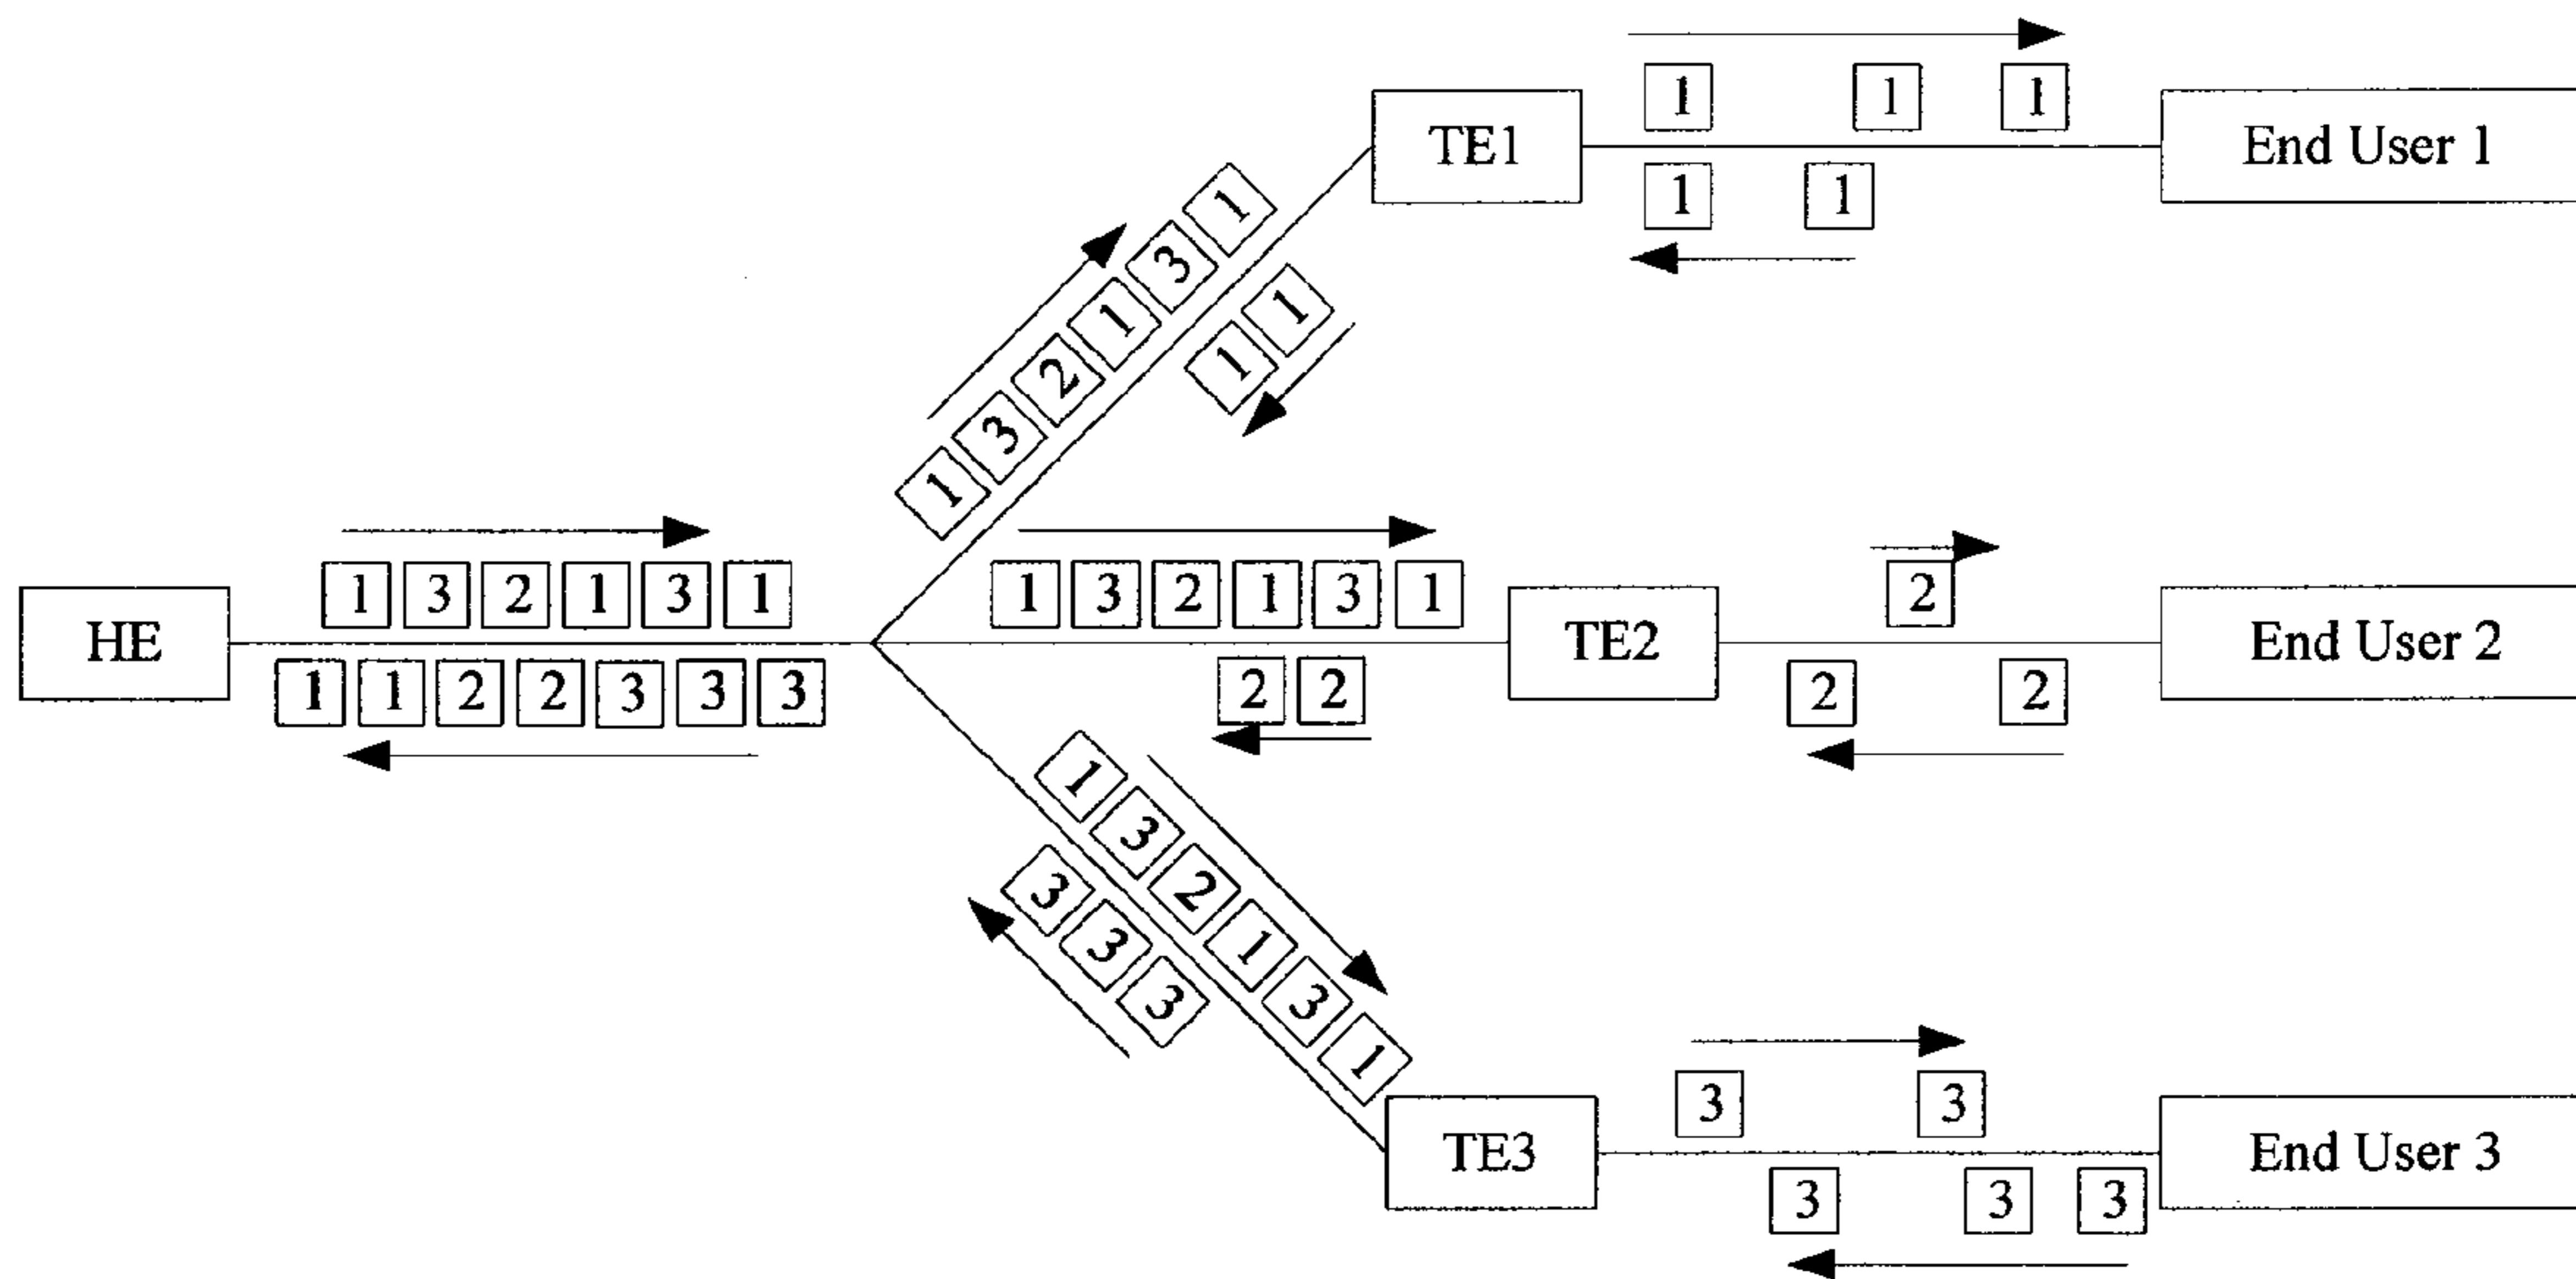 1 1 1
TE1
End User 1
1 1
1 3 2 1 3 1
1 1
1 3 2 1 3 1
HE
1 1 2 2 3 3 3
1 3 2 1 3 1
TE2
2 2
2
End User 2
2 2
1 3 2 1 3 1
3 3 3
3 3
TE3
End User 3
3 3 3